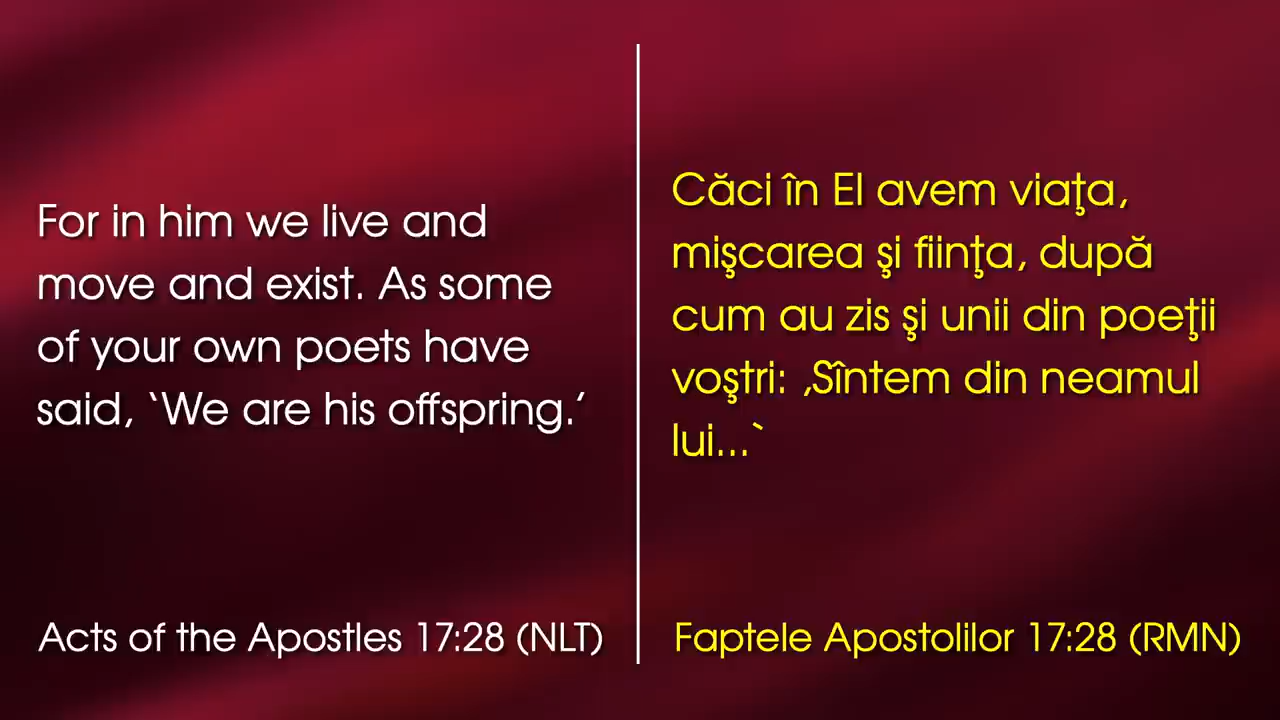 For in him we live and
move and exist. As some
of your own poets have
said, ‛We are his offspring.’
Acts of the Apostles 17:28 (NLT)
Căci în El avem viaţa,
mişcarea şi fiinţa, după
cum au zis şi unii din poeţii
voştri: ‚Sîntem din neamul
lui...`
Faptele Apostolilor 17:28 (RMN)